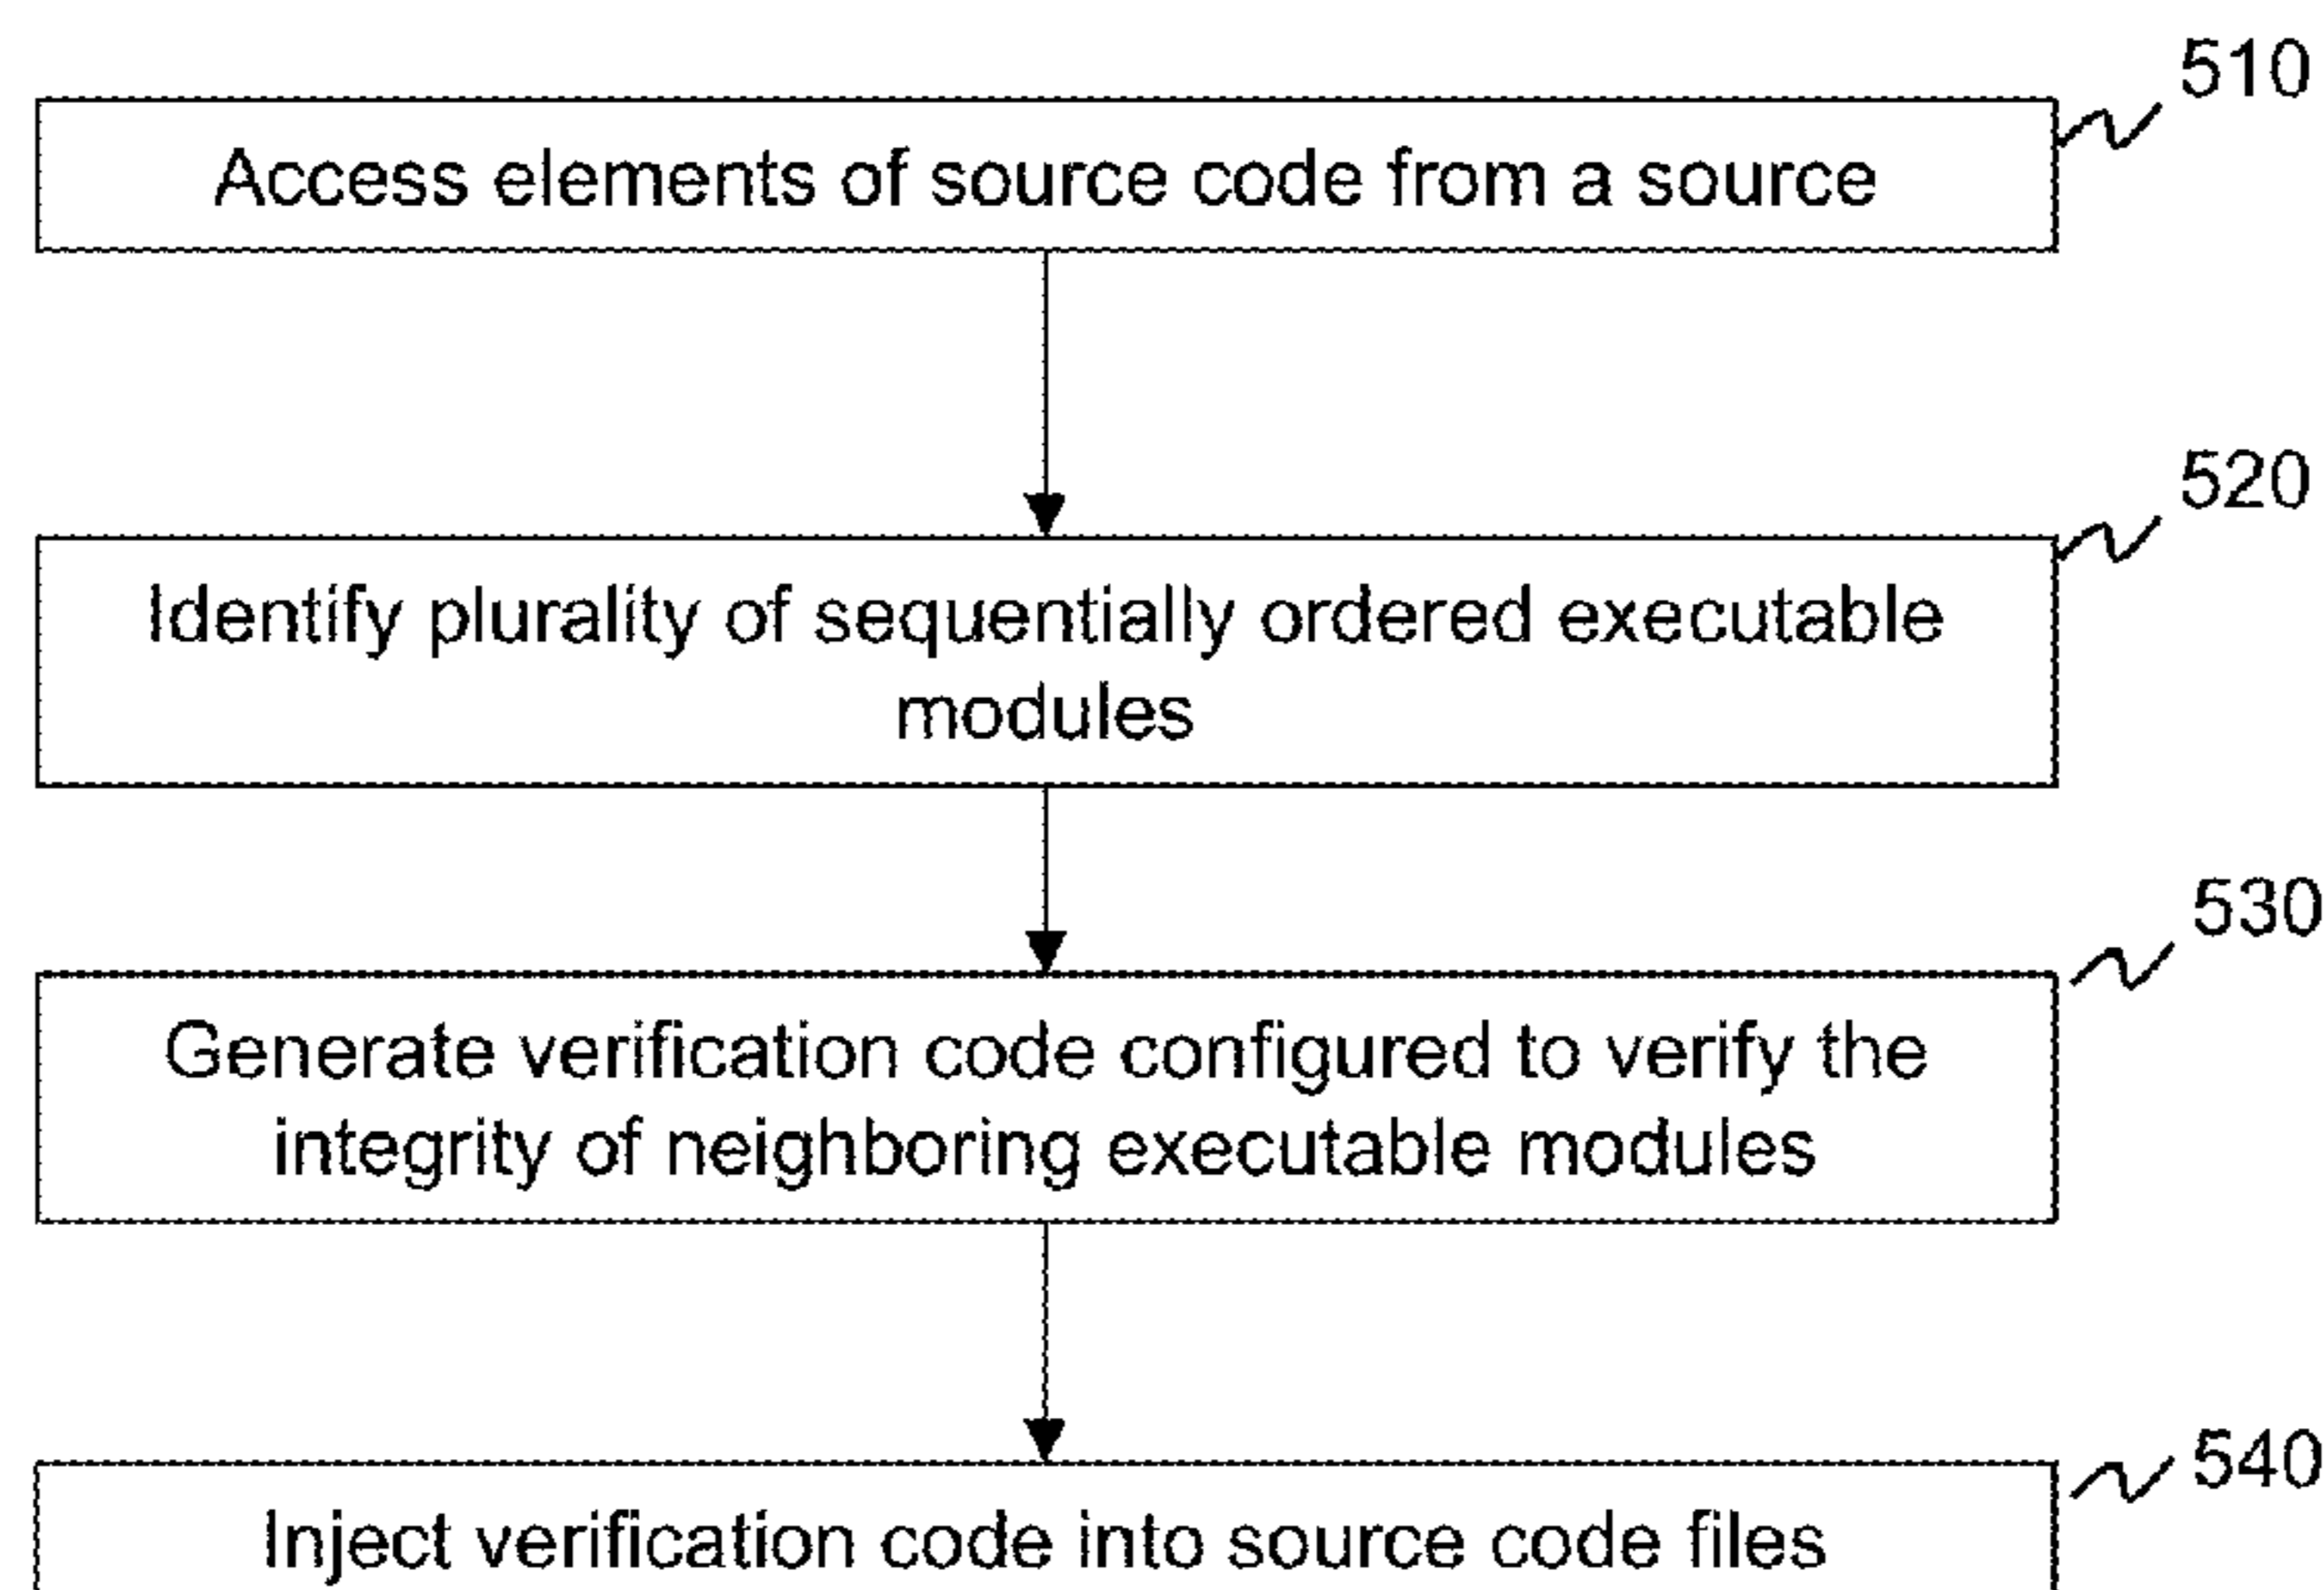 510
Access elements of source code from a source
520
Identify plurality of sequentially ordered executable
modules
530
Generate verification code configured to verify the
integrity of neighboring executable modules
540
Inject verification code into source code files